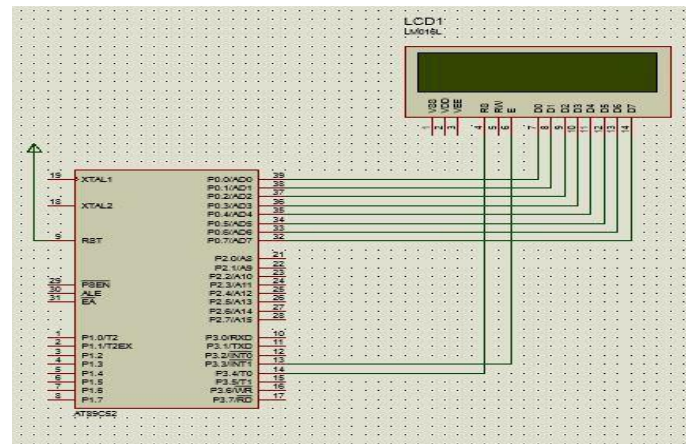 LCD1
LM016L
VSS VDD VEE RS RW E D0 D1 D2 D3 D4 D5 D6 D7
1 2 3 4 5 6 7 8 9 10 11 12 13 14
19 XTAL1 P0.0/AD0 39
P0.1/AD1 38
P0.2/AD2 37
18 XTAL2 P0.3/AD3 36
P0.4/AD4 35
P0.5/AD5 34
P0.6/AD6 33
9 RST P0.7/AD7 32
P2.0/A8 21
P2.1/A9 22
P2.2/A10 23
29 PSEN P2.3/A11 24
30 ALE P2.4/A12 25
31 EA P2.5/A13 26
P2.6/A14 27
P2.7/A15 28
1 P1.0/T2 P3.0/RXD 10
2 P1.1/T2EX P3.1/TXD 11
3 P1.2 P3.2/INT0 12
4 P1.3 P3.3/INT1 13
5 P1.4 P3.4/T0 14
6 P1.5 P3.5/T1 15
7 P1.6 P3.6/WR 16
8 P1.7 P3.7/RD 17
AT89C52